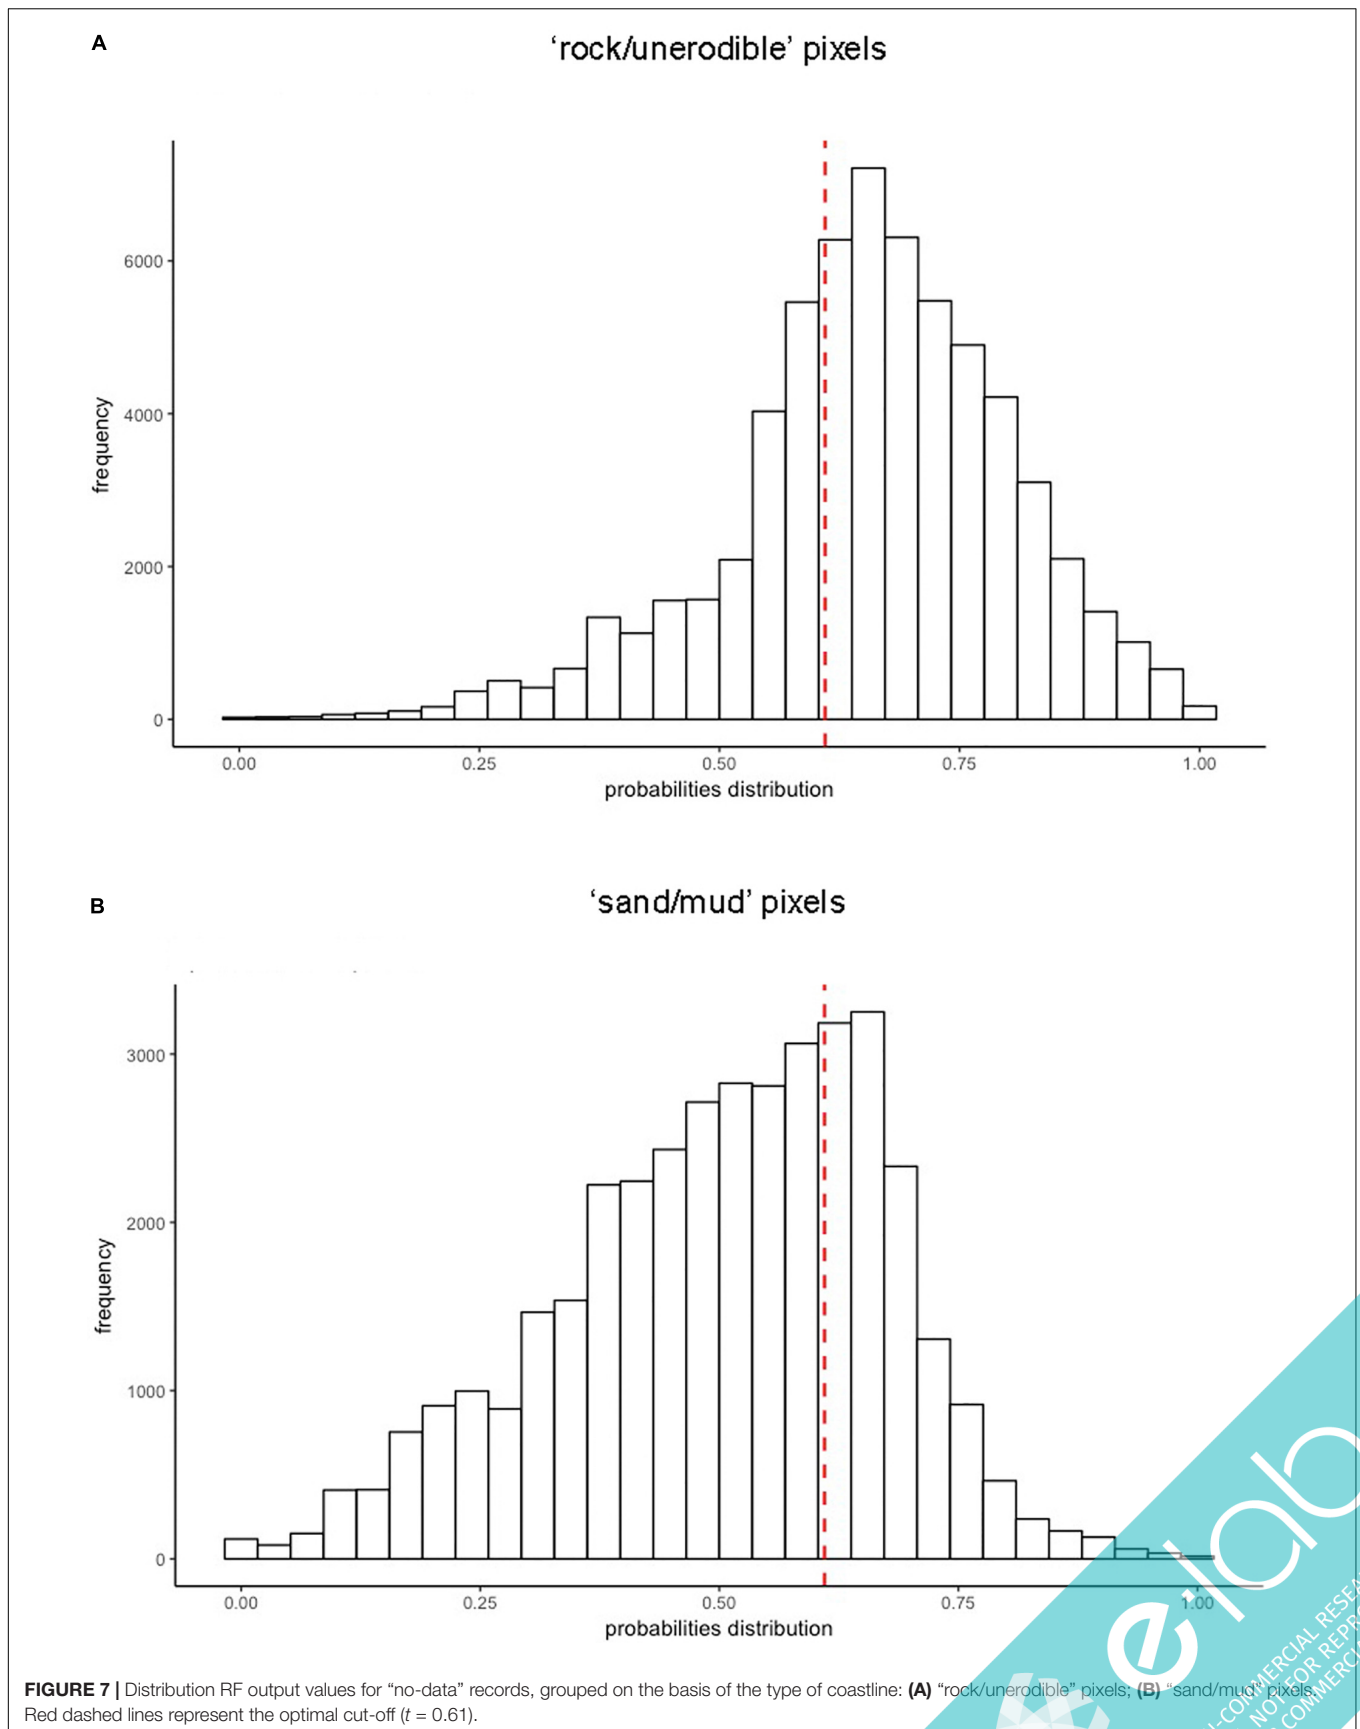 A
‘rock/unerodible’ pixels
6000
4000
2000
0
frequency
0.00 0.25 0.50 0.75 1.00
probabilities distribution
B
‘sand/mud’ pixels
3000
2000
1000
0
frequency
0.00 0.25 0.50 0.75 1.00
probabilities distribution
FIGURE 7 | Distribution RF output values for “no-data” records, grouped on the basis of the type of coastline: (A) “rock/unerodible” pixels; (B) “sand/mud” pixels.
Red dashed lines represent the optimal cut-off (t = 0.61).
elab